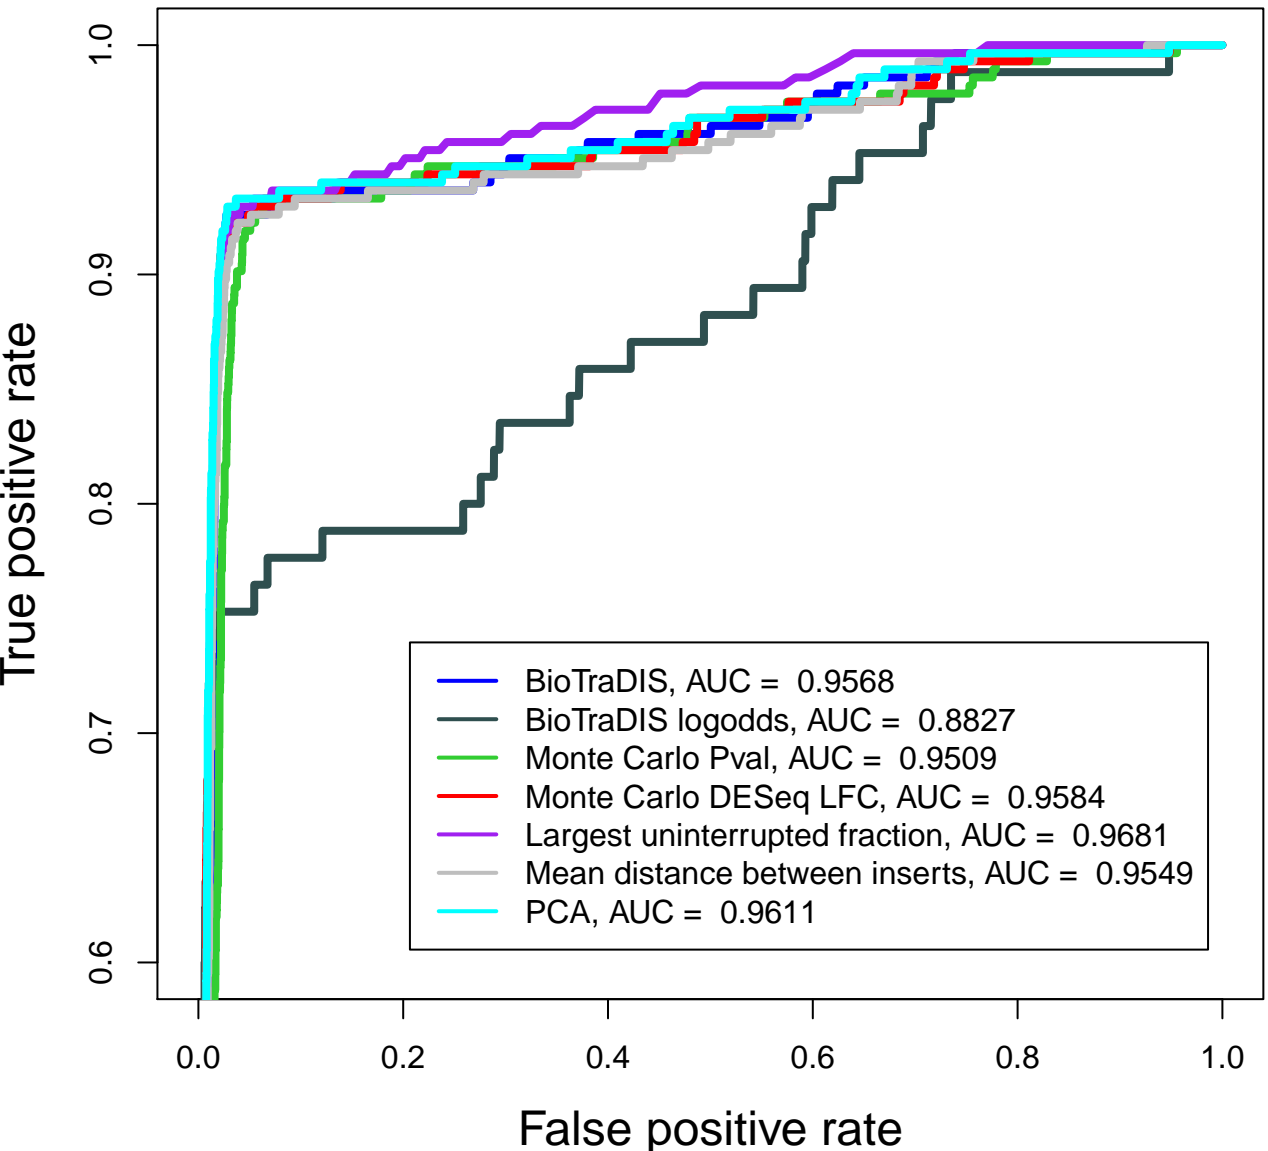 True positive rate
1.0
0.9
0.8
0.7
0.6
BioTraDIS, AUC = 0.9568
BioTraDIS logodds, AUC = 0.8827
Monte Carlo Pval, AUC = 0.9509
Monte Carlo DESeq LFC, AUC = 0.9584
Largest uninterrupted fraction, AUC = 0.9681
Mean distance between inserts, AUC = 0.9549
PCA, AUC = 0.9611
0.0 0.2 0.4 0.6 0.8 1.0
False positive rate